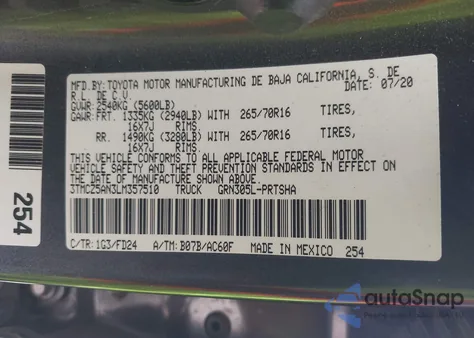 MFD.BY:TOYOTA MOTOR MANUFACTURING DE BAJA CALIFORNIA, S. DE
R.L. DE C.V. 07/20
GVWR: 2540KG (5600LB)
GAWR:FRT. 1335KG (2940LB) WITH 265/70R16 TIRES,
16X7J RIMS.
RR. 1490KG (3280LB) WITH 265/70R16 TIRES,
16X7J RIMS.
THIS VEHICLE CONFORMS TO ALL APPLICABLE FEDERAL MOTOR
VEHICLE SAFETY AND THEFT PREVENTION STANDARDS IN EFFECT ON
THE DATE OF MANUFACTURE SHOWN ABOVE.
3TMC25AN3LM357510 TRUCK GRN305L-PRTSHA
C/TR:1G3/FD24 A/TM:B07B/AC60F MADE IN MEXICO 254
254
autoSnap